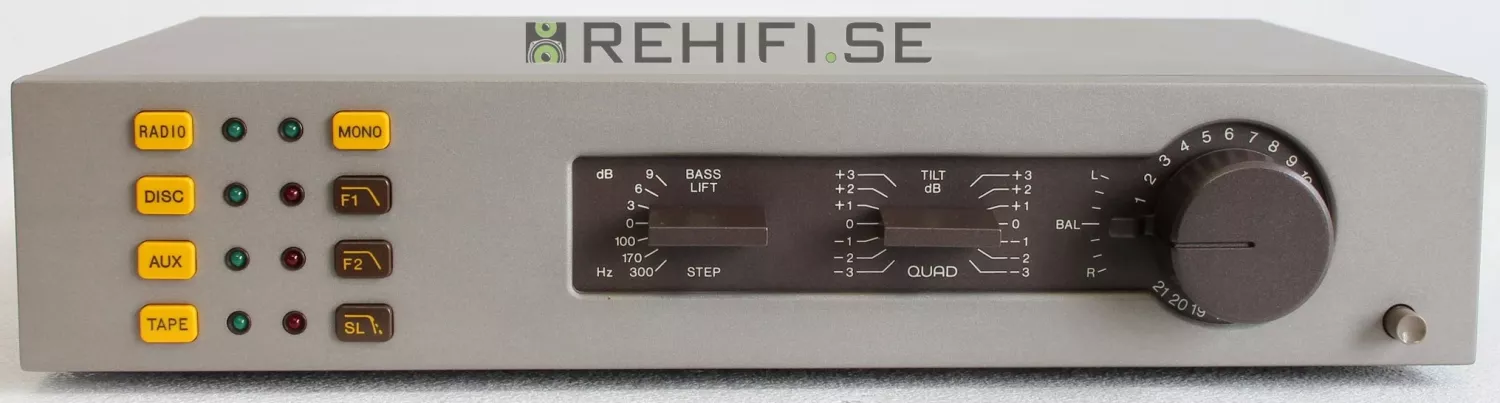 REHIFI.SE
RADIO
MONO
DISC
F1
AUX
F2
TAPE
SL
dB 9 BASS
6 LIFT
3
0
100
170
Hz 300 STEP
+3 TILT +3
+2 dB +2
+1 +1
0 0
-1 -1
-2 -2
-3 QUAD -3
L
BAL
R
1 2 3 4 5 6 7 8 9 10
21 20 19